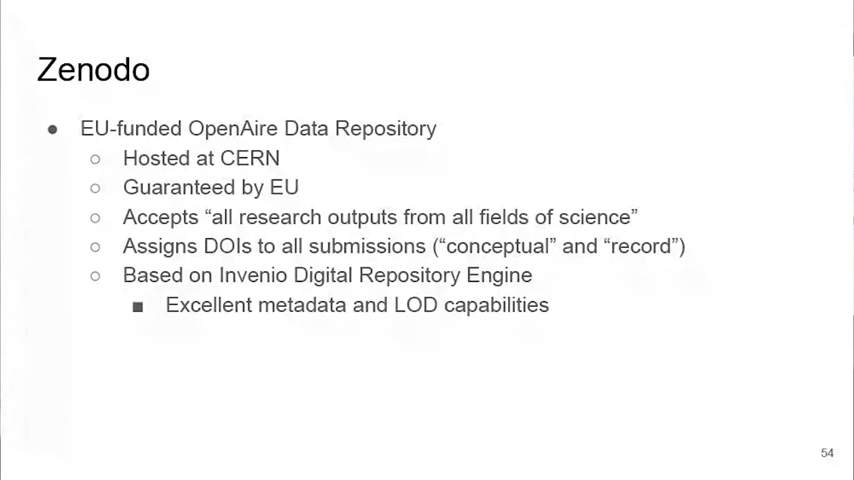 Zenodo
● EU-funded OpenAire Data Repository
○ Hosted at CERN
○ Guaranteed by EU
○ Accepts “all research outputs from all fields of science”
○ Assigns DOIs to all submissions (“conceptual” and “record”)
○ Based on Invenio Digital Repository Engine
■ Excellent metadata and LOD capabilities
54